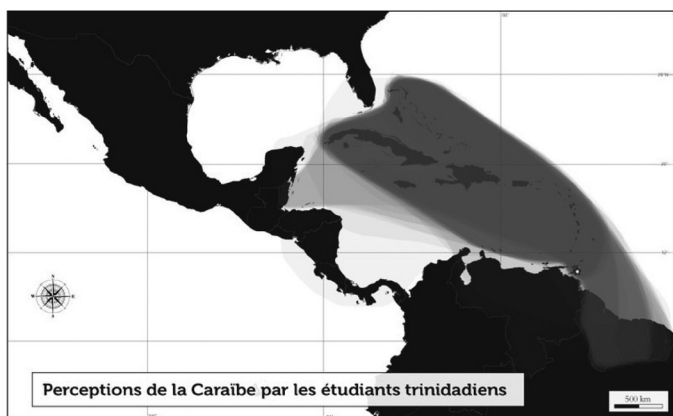 N
W
E
S
Perceptions de la Caraïbe par les étudiants trinidadiens
500 km